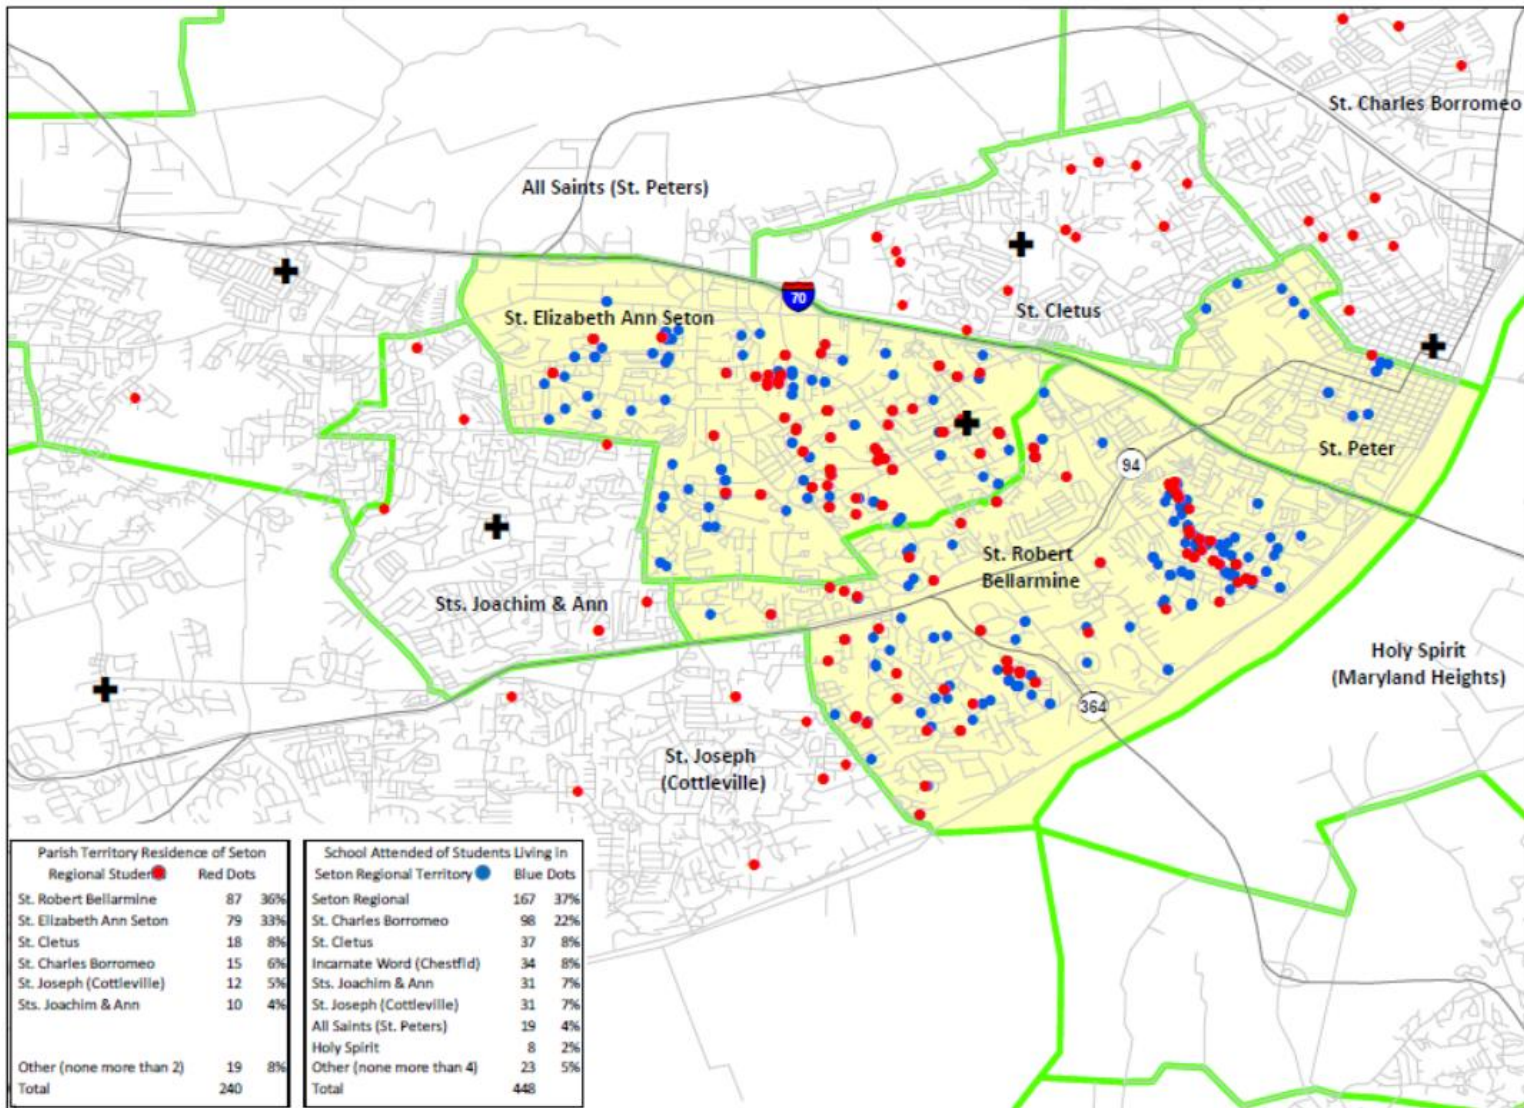 St. Charles Borromeo
All Saints (St. Peters)
70
St. Cletus
St. Elizabeth Ann Seton
St. Peter
94
St. Robert
Bellarmine
Sts. Joachim & Ann
Holy Spirit
(Maryland Heights)
364
St. Joseph
(Cottleville)
Parish Territory Residence of Seton
Regional Student Red Dots
St. Robert Bellarmine 87 36%
St. Elizabeth Ann Seton 79 33%
St. Cletus 18 8%
St. Charles Borromeo 15 6%
St. Joseph (Cottleville) 12 5%
Sts. Joachim & Ann 10 4%
Other (none more than 2) 19 8%
Total 240
School Attended of Students Living in
Seton Regional Territory Blue Dots
Seton Regional 167 37%
St. Charles Borromeo 98 22%
St. Cletus 37 8%
Incarnate Word (Chestfld) 34 8%
Sts. Joachim & Ann 31 7%
St. Joseph (Cottleville) 31 7%
All Saints (St. Peters) 19 4%
Holy Spirit 8 2%
Other (none more than 4) 23 5%
Total 448